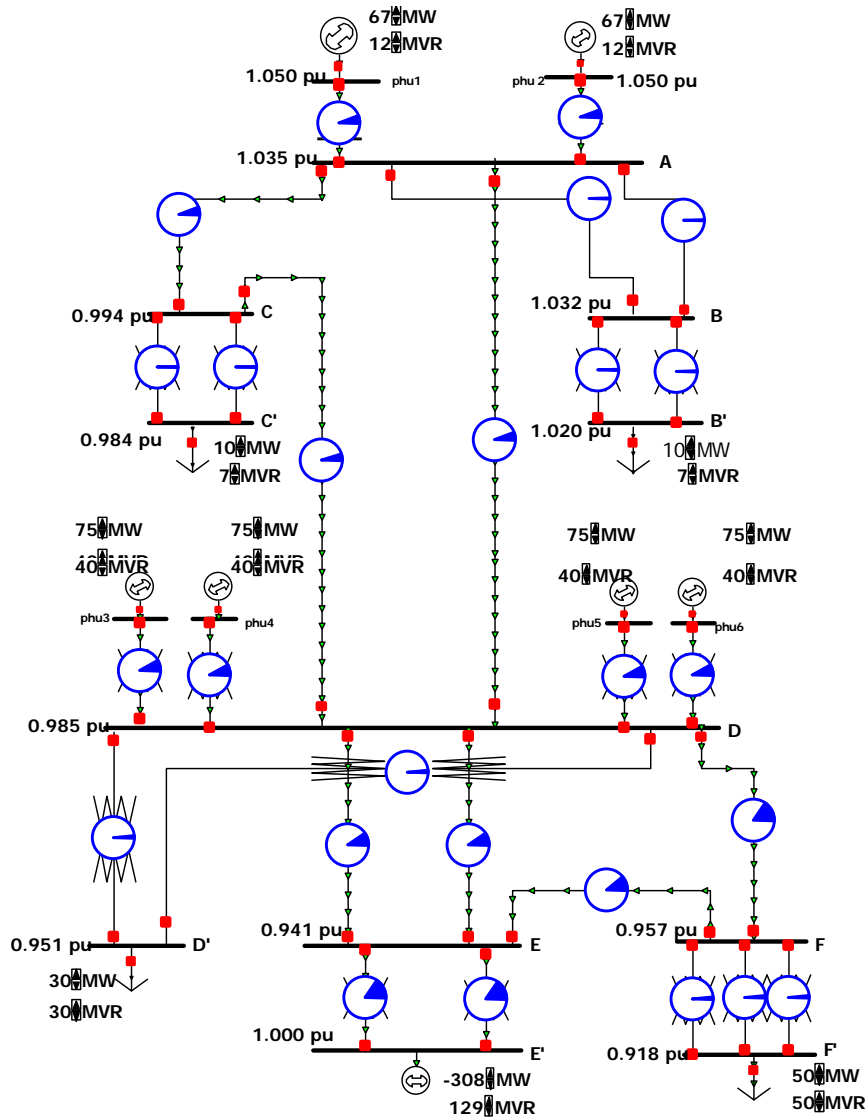 67 MW
12 MVR
1.050 pu
phu1
67 MW
12 MVR
phu 2
1.050 pu
1.035 pu
A
0.994 pu
C
1.032 pu
B
C'
0.984 pu
10 MW
7 MVR
B'
1.020 pu
10 MW
7 MVR
75 MW
40 MVR
75 MW
40 MVR
75 MW
40 MVR
75 MW
40 MVR
phu3
phu4
phu5
phu6
0.985 pu
D
0.951 pu
D'
30 MW
30 MVR
0.941 pu
E
0.957 pu
F
1.000 pu
E'
-308 MW
129 MVR
0.918 pu
F'
50 MW
50 MVR